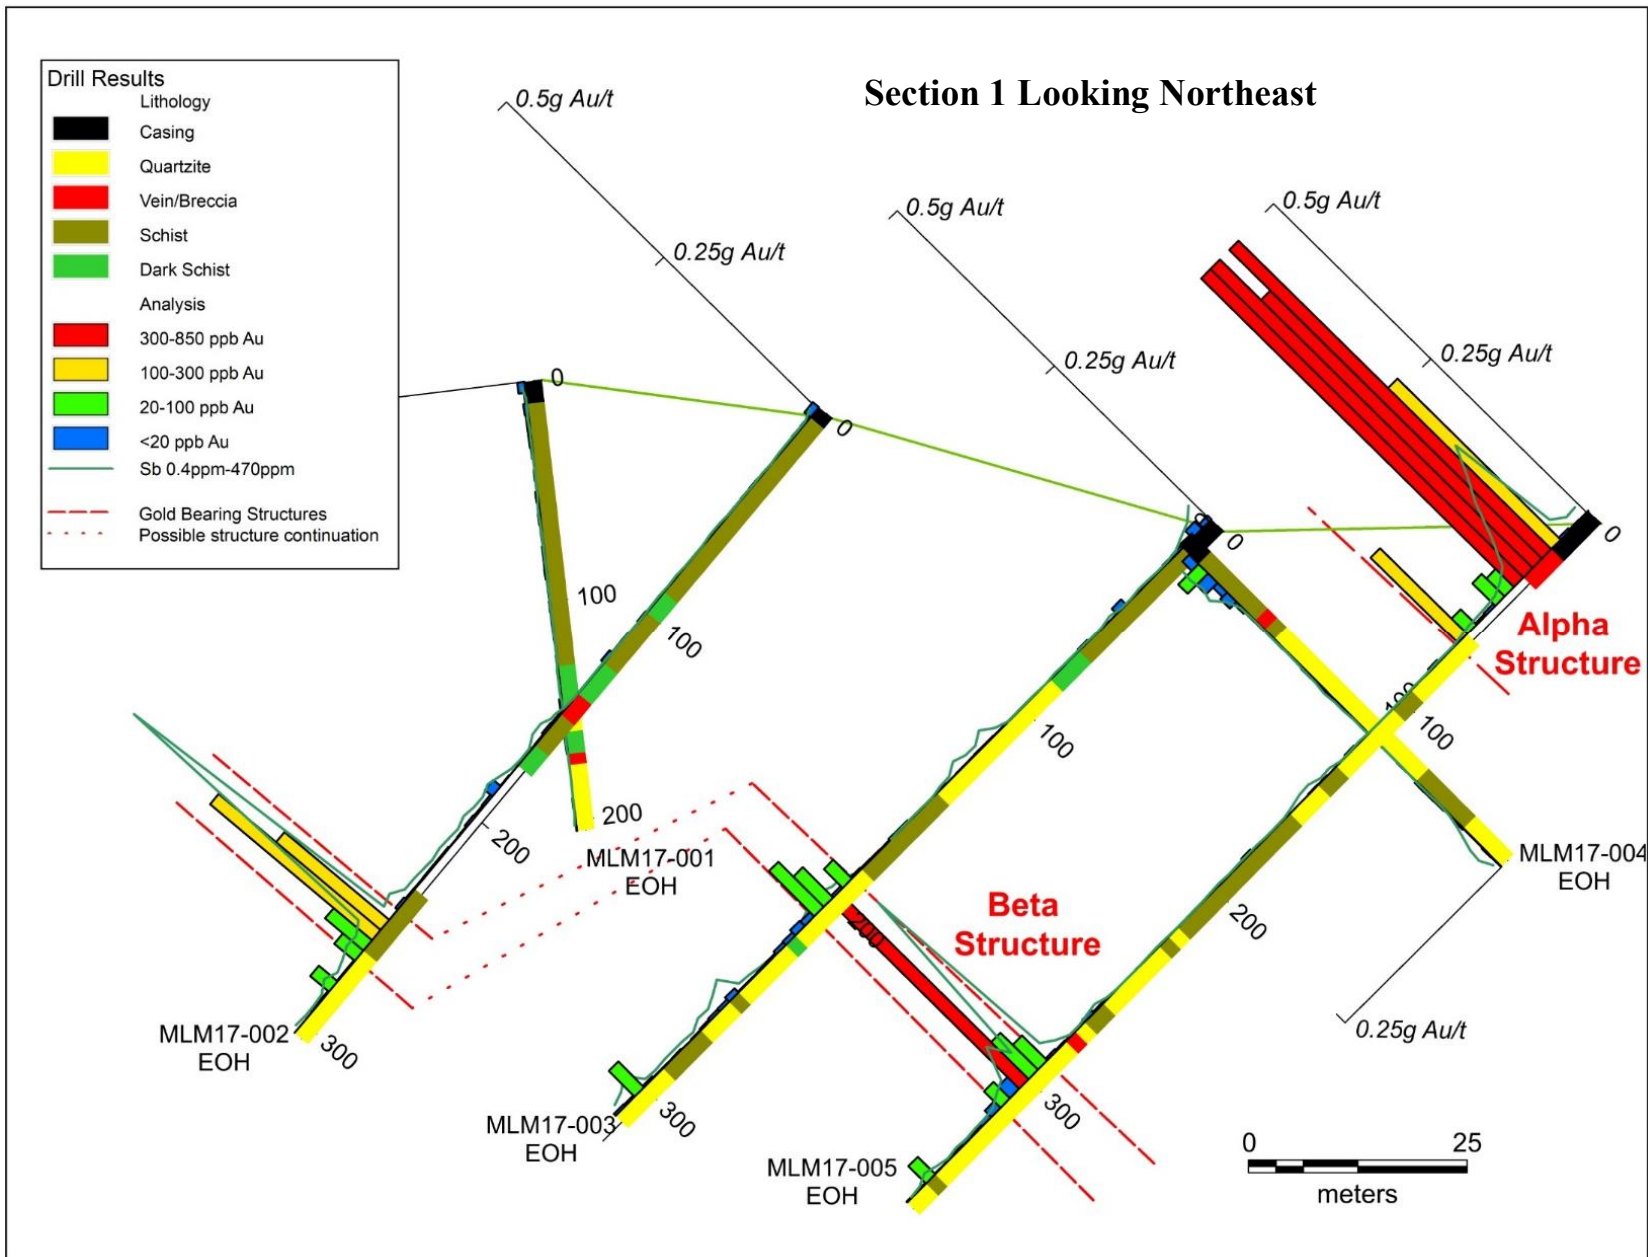 Section 1 Looking Northeast
Drill Results
Lithology
Casing
Quartzite
Vein/Breccia
Schist
Dark Schist
Analysis
300-850 ppb Au
100-300 ppb Au
20-100 ppb Au
<20 ppb Au
Sb 0.4ppm-470ppm
Gold Bearing Structures
Possible structure continuation
0.5g Au/t
0.25g Au/t
0.5g Au/t
0.25g Au/t
0.5g Au/t
0.25g Au/t
0
0
0
0
100
100
100
100
200
200
200
200
300
300
300
Alpha
Structure
Beta
Structure
MLM17-001
EOH
MLM17-002
EOH
MLM17-003
EOH
MLM17-004
EOH
MLM17-005
EOH
0.25g Au/t
0 25
meters